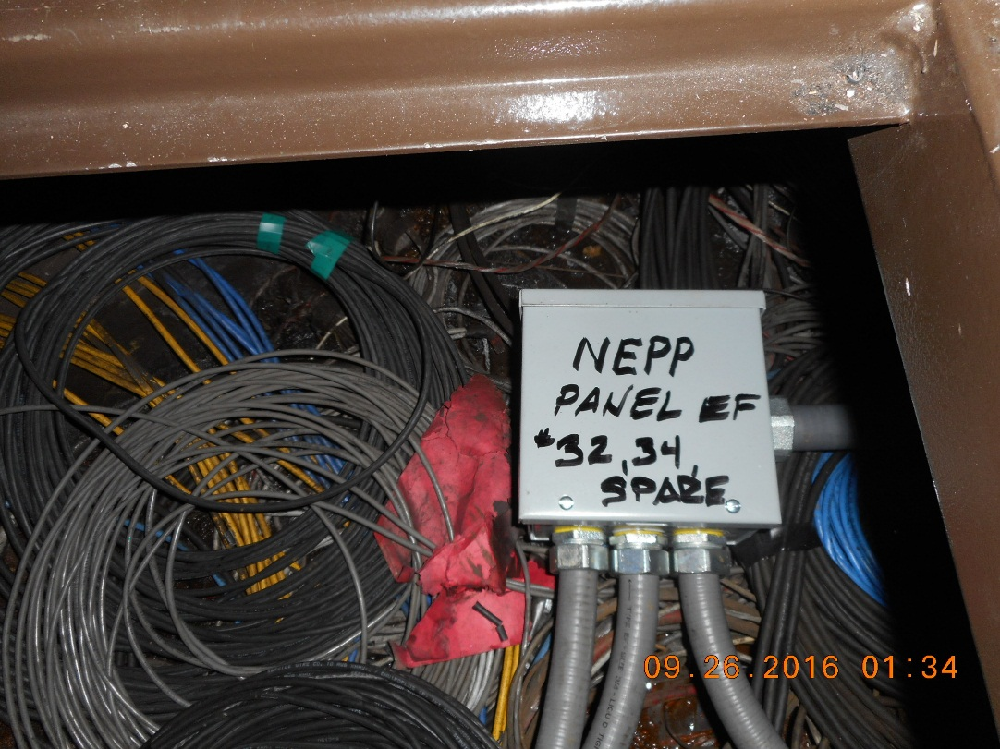 NEPP
PANEL EF
#32, 34,
SPARE
09.26.2016 01:34